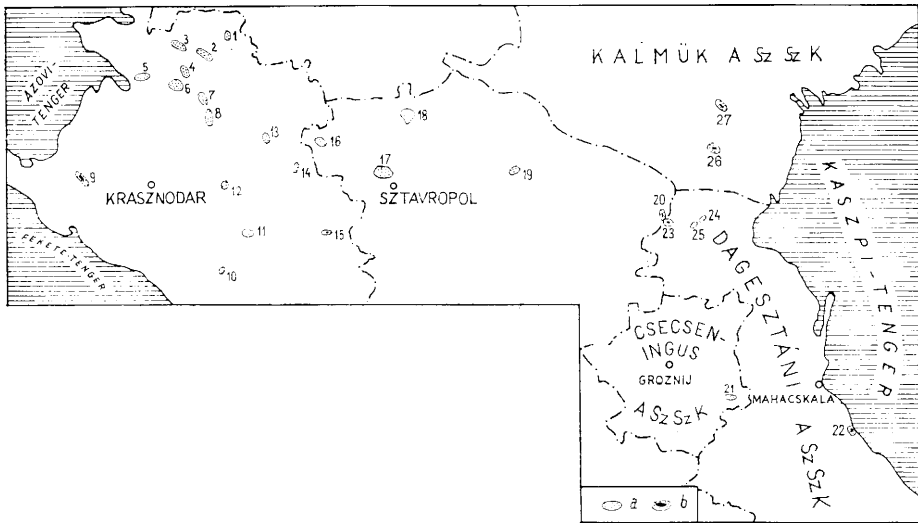 KALMÜK ASzSzK
AZOVI-
TENGER
1
2
3
4
5
6
7
8
9
10
11
12
13
14
15
16
17
18
19
20
21
22
23
24
25
26
27
KRASZNODAR
SZTAVROPOL
FEKETE-TENGER
KASZPI-TENGER
DAGESZTÁNI
ASzSzK
CSECSEN-
INGUS
GROZNIJ
ASzSzK
MAHACSKALA
a
b